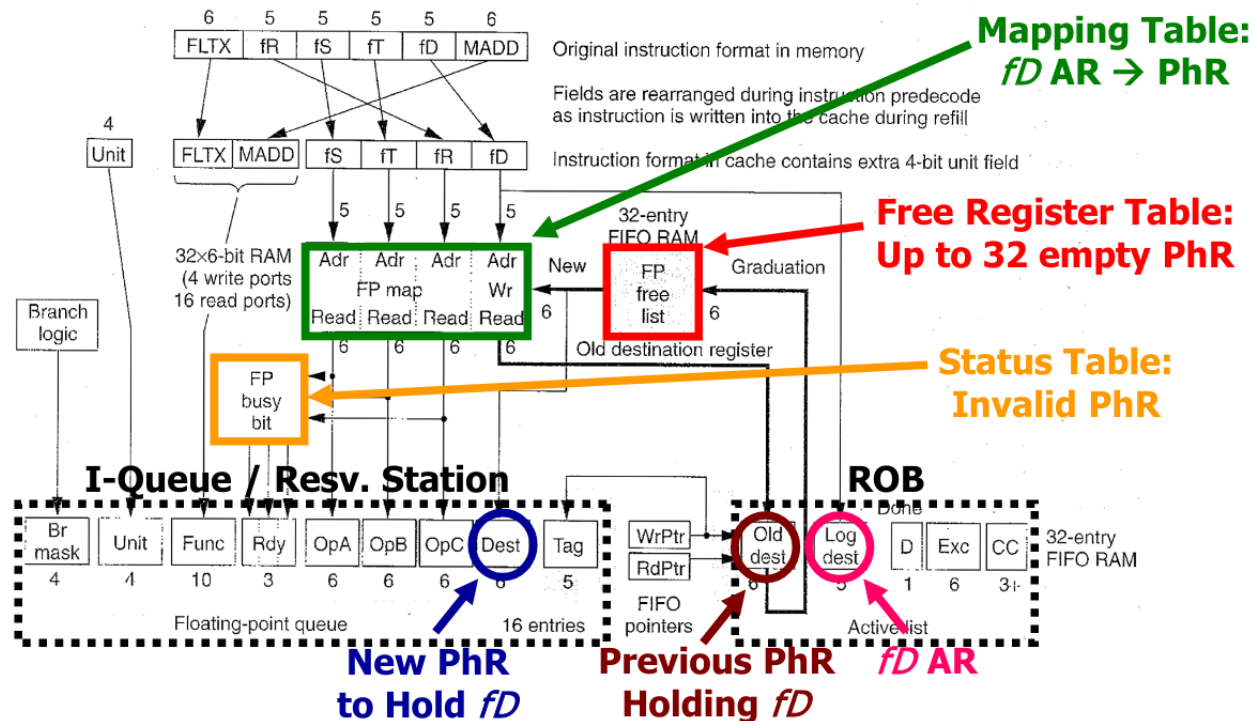 6 5 5 5 5 6
FLTX fR fS fT fD MADD
Original instruction format in memory
Mapping Table:
fD AR → PhR
Fields are rearranged during instruction predecode
as instruction is written into the cache during refill
4
Unit
FLTX MADD fS fT fR fD
Instruction format in cache contains extra 4-bit unit field
5 5 5 5
32×6-bit RAM
(4 write ports
16 read ports)
Adr Adr Adr Adr
FP map Wr
Read Read Read Read
6 6 6 6
New
6
32-entry
FIFO RAM
FP
free
list
Graduation
6
Free Register Table:
Up to 32 empty PhR
Old destination register
Branch
logic
FP
busy
bit
Status Table:
Invalid PhR
I-Queue / Resv. Station
ROB
Br
mask
Unit Func Rdy OpA OpB OpC Dest Tag
4 4 10 3 6 6 6 6 5
Floating-point queue
16 entries
WrPtr
RdPtr
FIFO
pointers
Old
dest
Log
dest
Done
D Exc CC
6 5 1 6 3+
32-entry
FIFO RAM
Active list
New PhR
to Hold fD
Previous PhR
Holding fD
fD AR